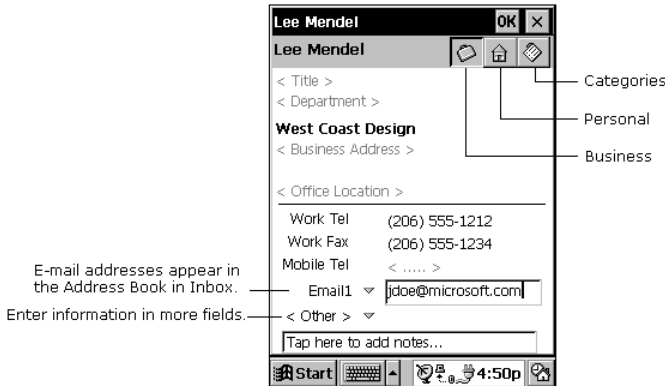 Lee Mendel OK ×
Lee Mendel
< Title >
Categories
< Department >
Personal
West Coast Design
< Business Address >
Business
< Office Location >
Work Tel (206) 555-1212
Work Fax (206) 555-1234
Mobile Tel < ..... >
E-mail addresses appear in
the Address Book in Inbox.
Email1 jdoe@microsoft.com
Enter information in more fields.
< Other >
Tap here to add notes...
Start 4:50p